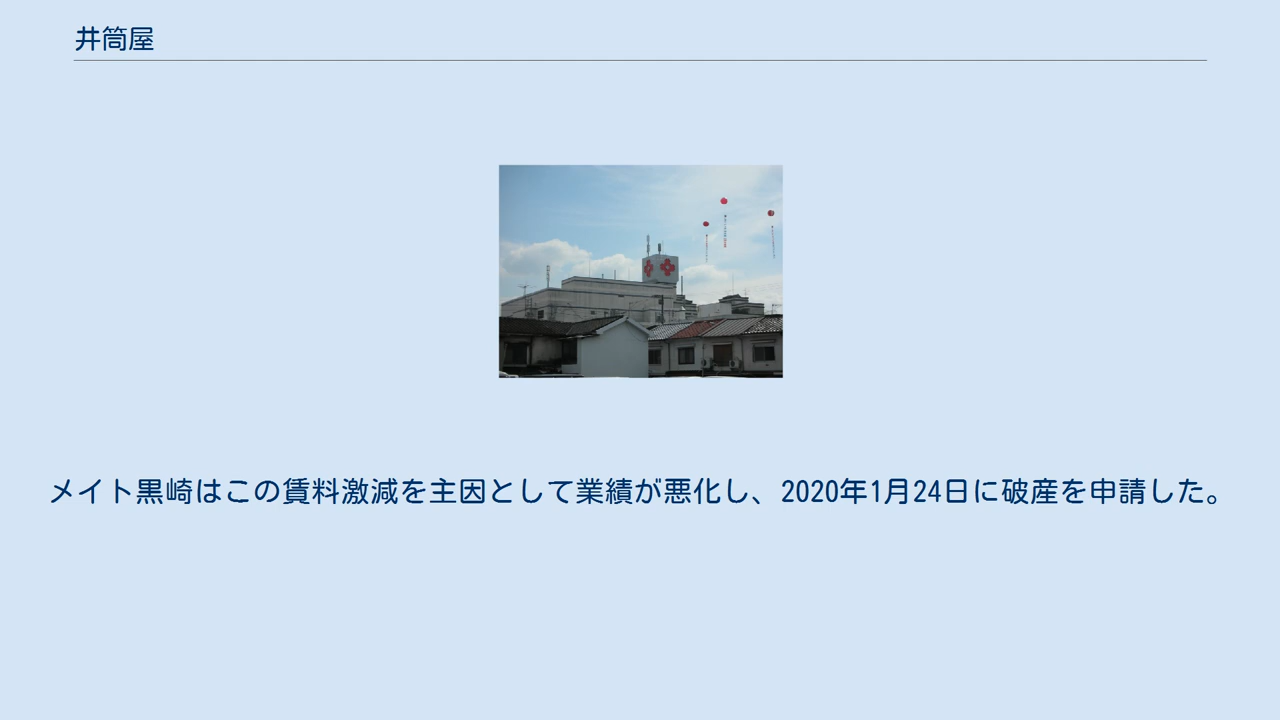 井筒屋
メイト黒崎はこの賃料激減を主因として業績が悪化し、2020年1月24日に破産を申請した。